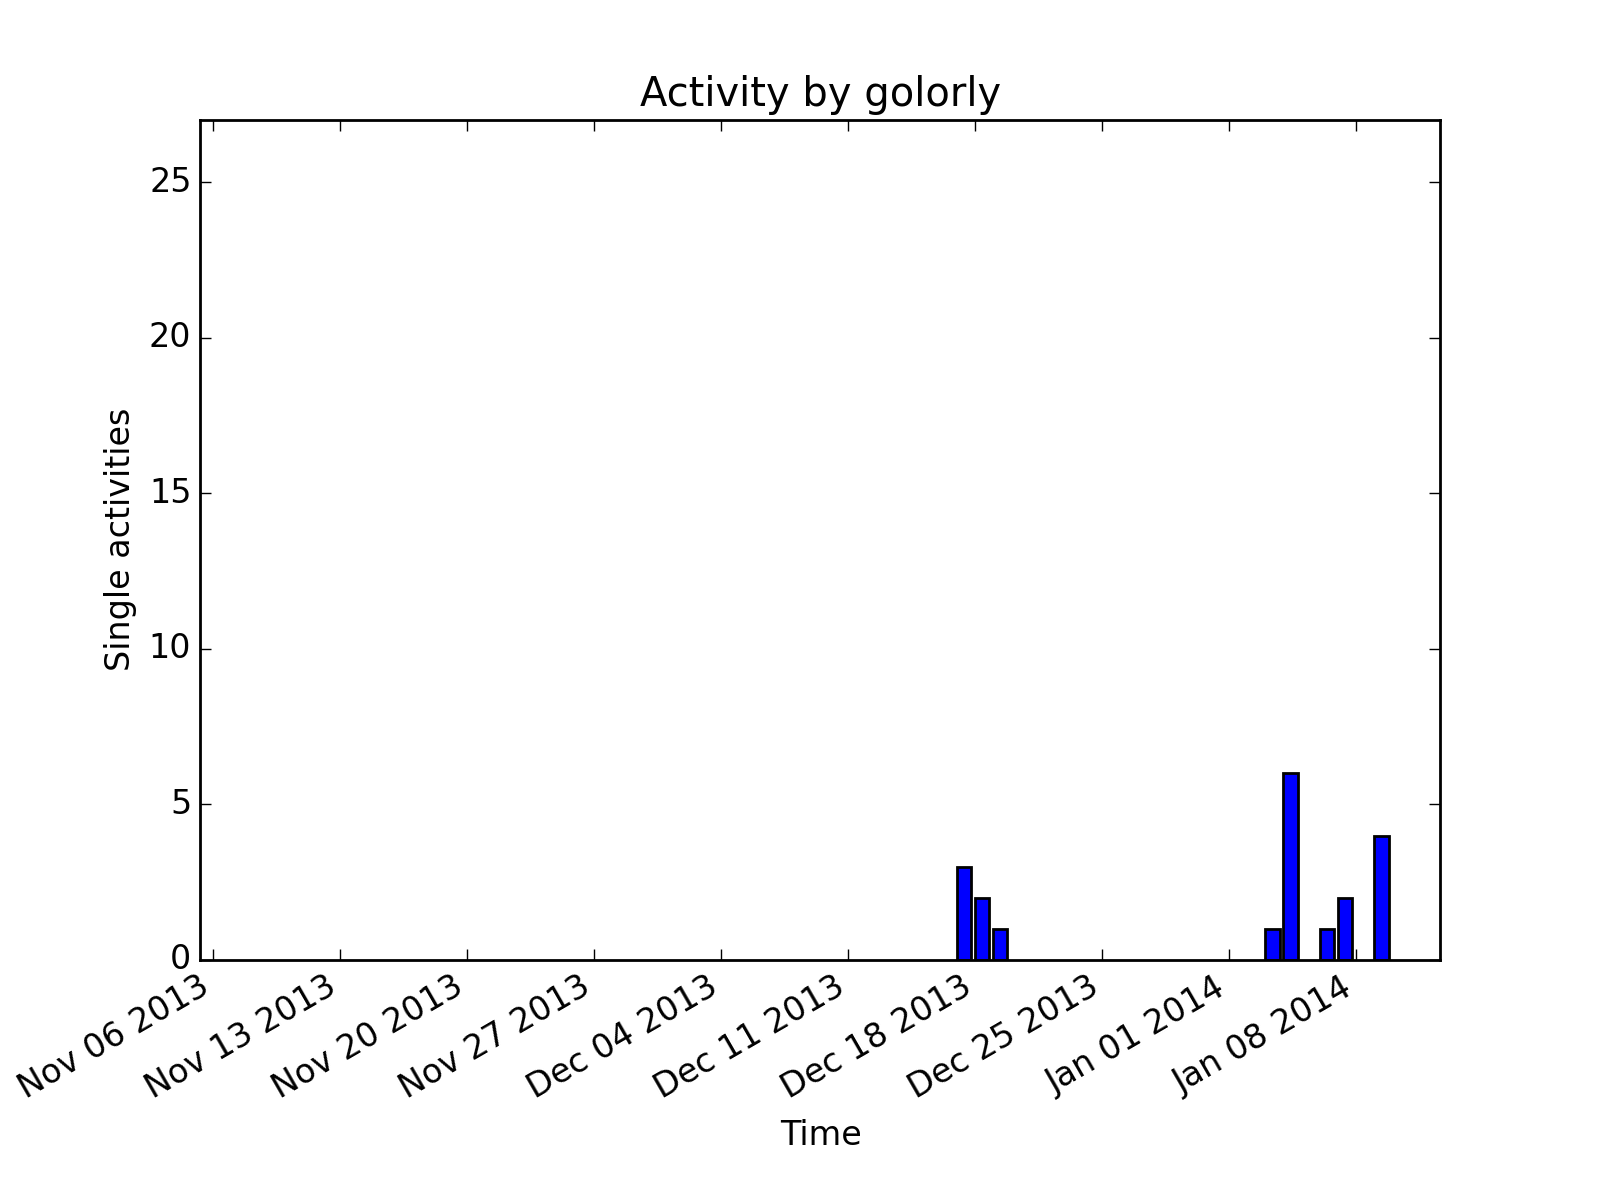 Activity by golorly
25
20
15
10
5
0
Single activities
Nov 06 2013
Nov 13 2013
Nov 20 2013
Nov 27 2013
Dec 04 2013
Dec 11 2013
Dec 18 2013
Dec 25 2013
Jan 01 2014
Jan 08 2014
Time